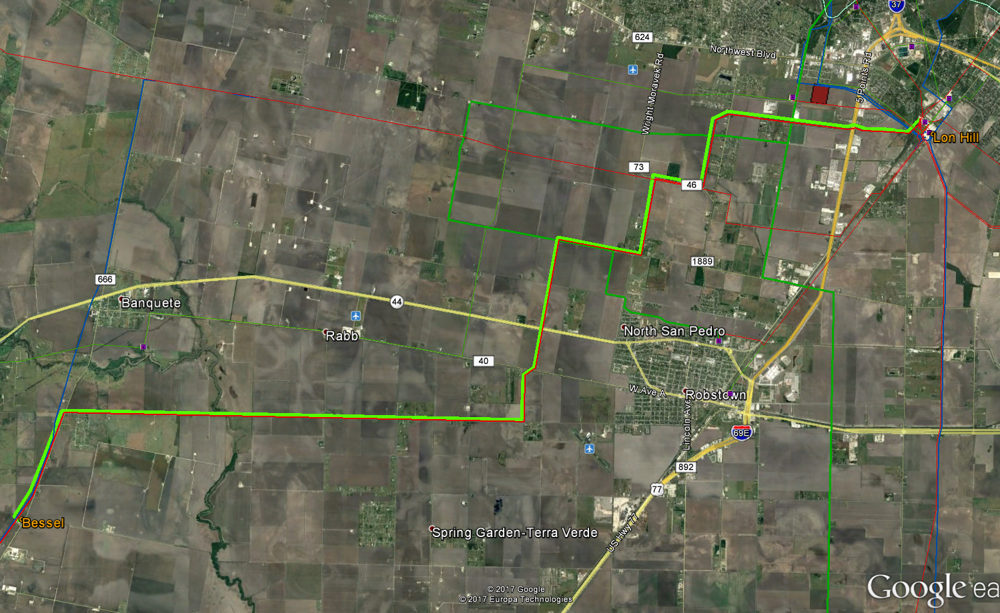 37
624
Northwest Blvd
Wright Moravek Rd
5 Points Rd
Lon Hill
73
46
1889
666
Banquete
44
Rabb
North San Pedro
40
W Ave A
Robstown
Lincoln Ave
69E
892
77
Bessel
Spring Garden-Terra Verde
US Hwy 77
© 2017 Google
© 2017 Europa Technologies
Google ea